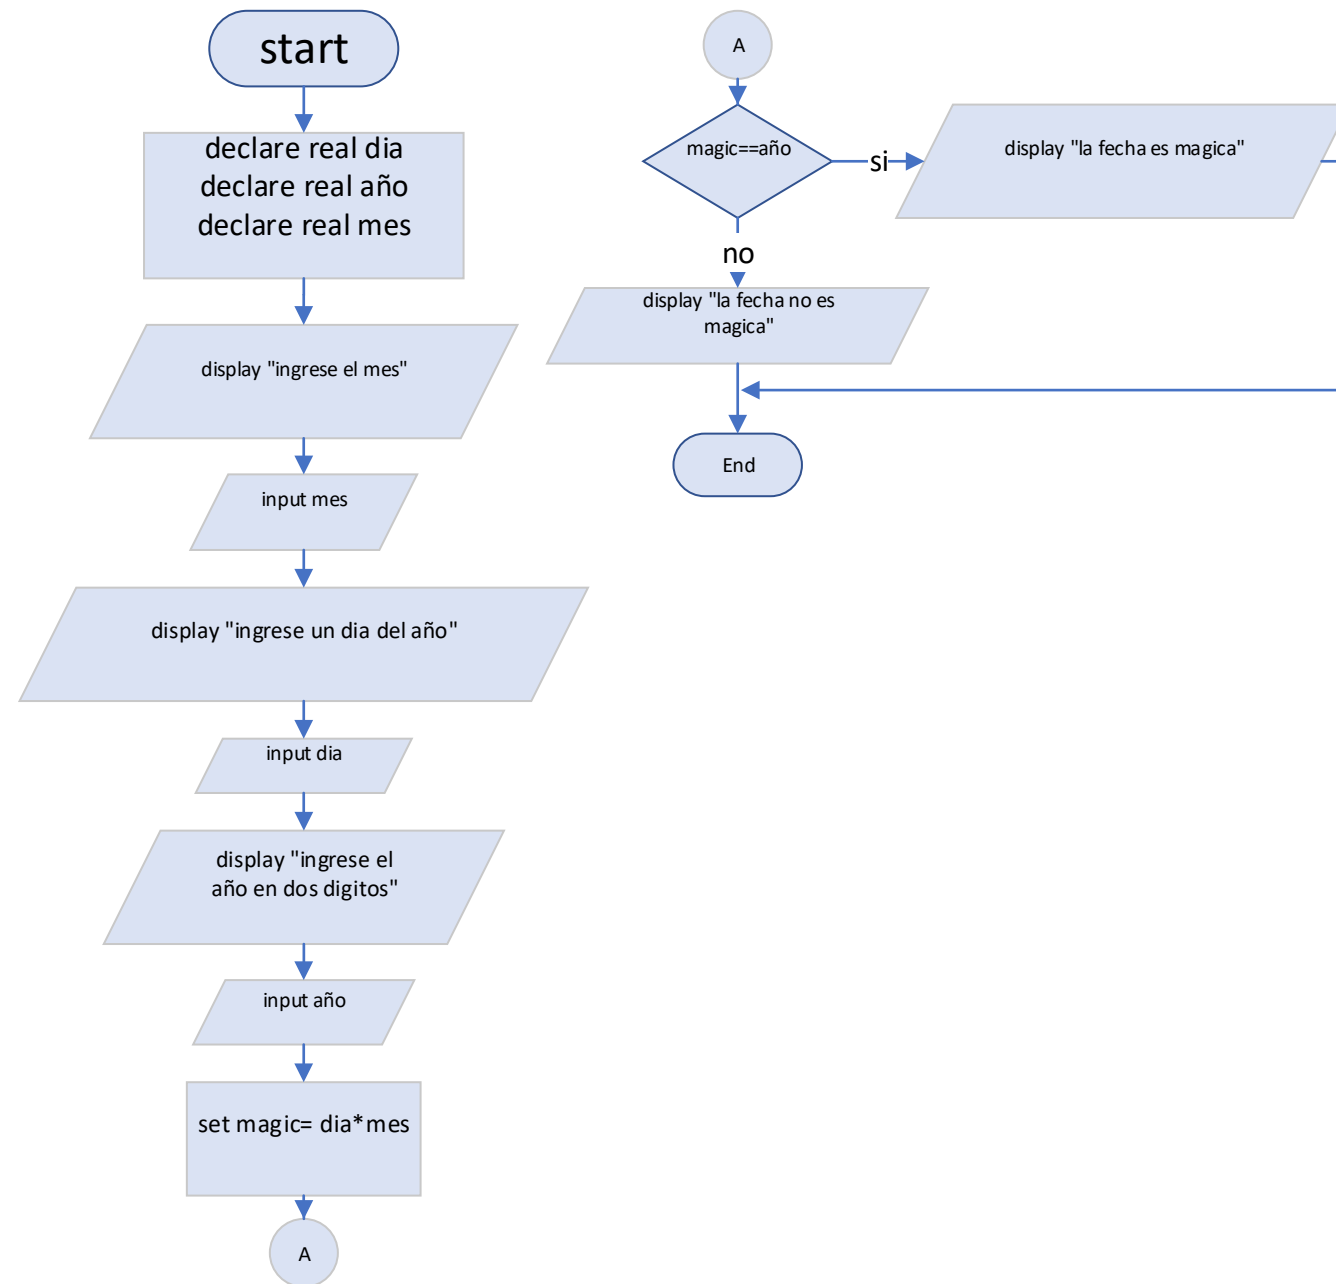 start
declare real dia
declare real año
declare real mes
display "ingrese el mes"
input mes
display "ingrese un dia del año"
input dia
display "ingrese el
año en dos digitos"
input año
set magic= dia*mes
A
A
magic==año
si
display "la fecha es magica"
no
display "la fecha no es
magica"
End